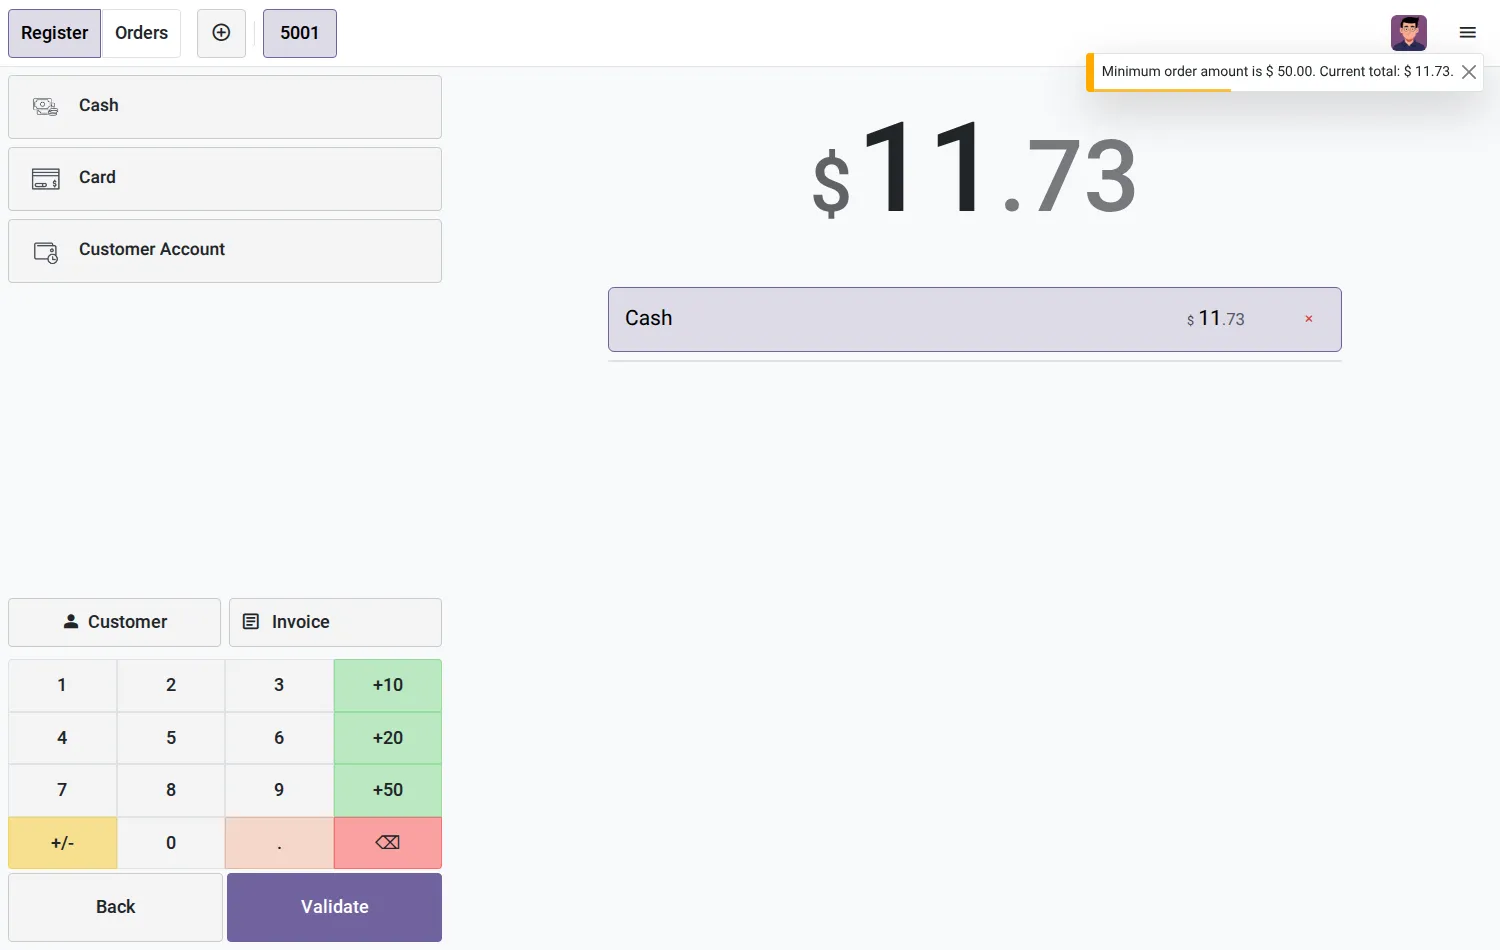 Register
Orders
5001
Minimum order amount is $ 50.00. Current total: $ 11.73.
Cash
Card
Customer Account
$11.73
Cash
$ 11.73
×
Customer
Invoice
1 2 3 +10
4 5 6 +20
7 8 9 +50
+/- 0 . ⌫
Back
Validate